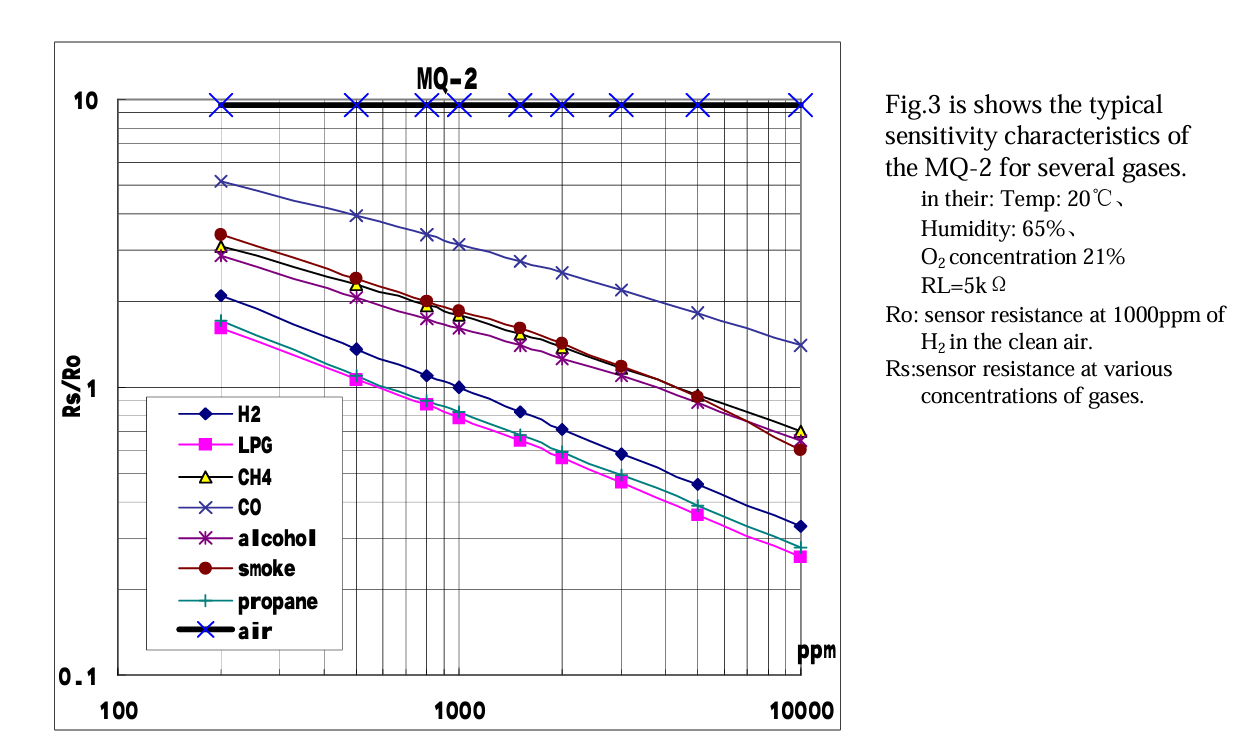 MQ-2
10
1
0.1
Rs/Ro
H2
LPG
CH4
CO
alcohol
smoke
propane
air
ppm
100
1000
10000
Fig.3 is shows the typical
sensitivity characteristics of
the MQ-2 for several gases.
in their: Temp: 20℃、
Humidity: 65%、
O₂ concentration 21%
RL=5k Ω
Ro: sensor resistance at 1000ppm of
H₂ in the clean air.
Rs:sensor resistance at various
concentrations of gases.